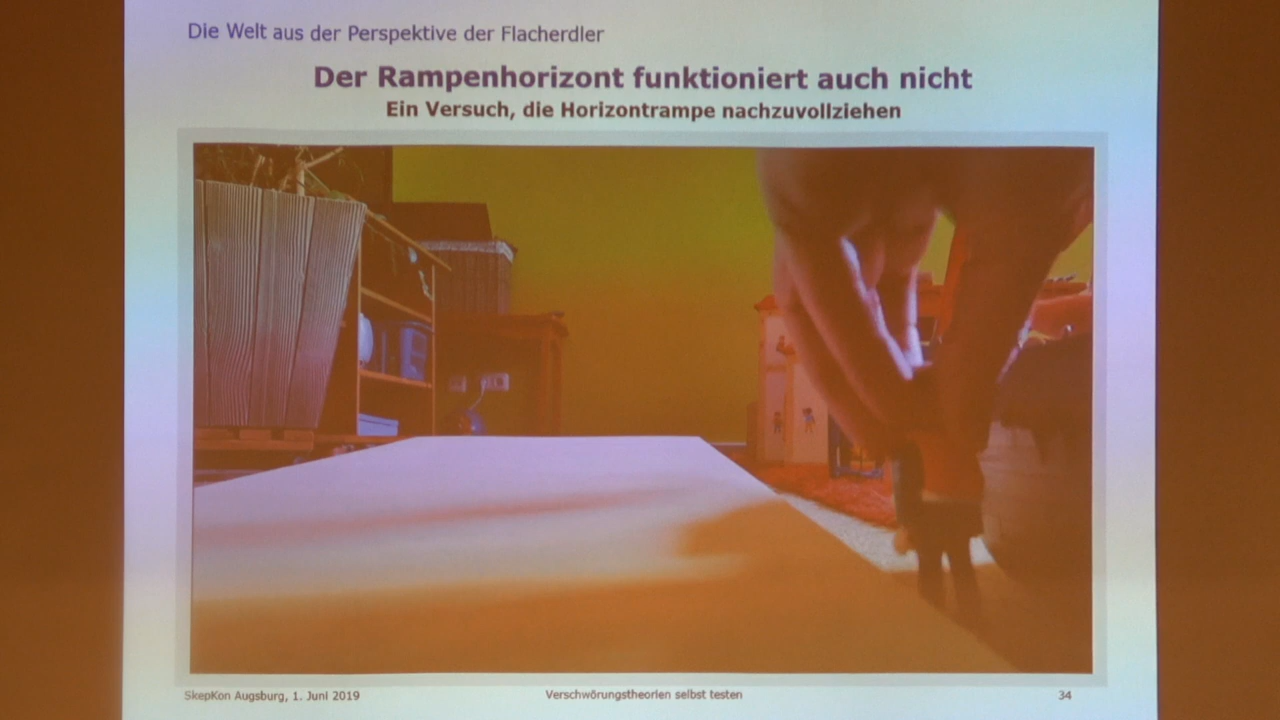 Die Welt aus der Perspektive der Flacherdler
Der Rampenhorizont funktioniert auch nicht
Ein Versuch, die Horizontrampe nachzuvollziehen
SkepKon Augsburg, 1. Juni 2019
Verschwörungstheorien selbst testen
34